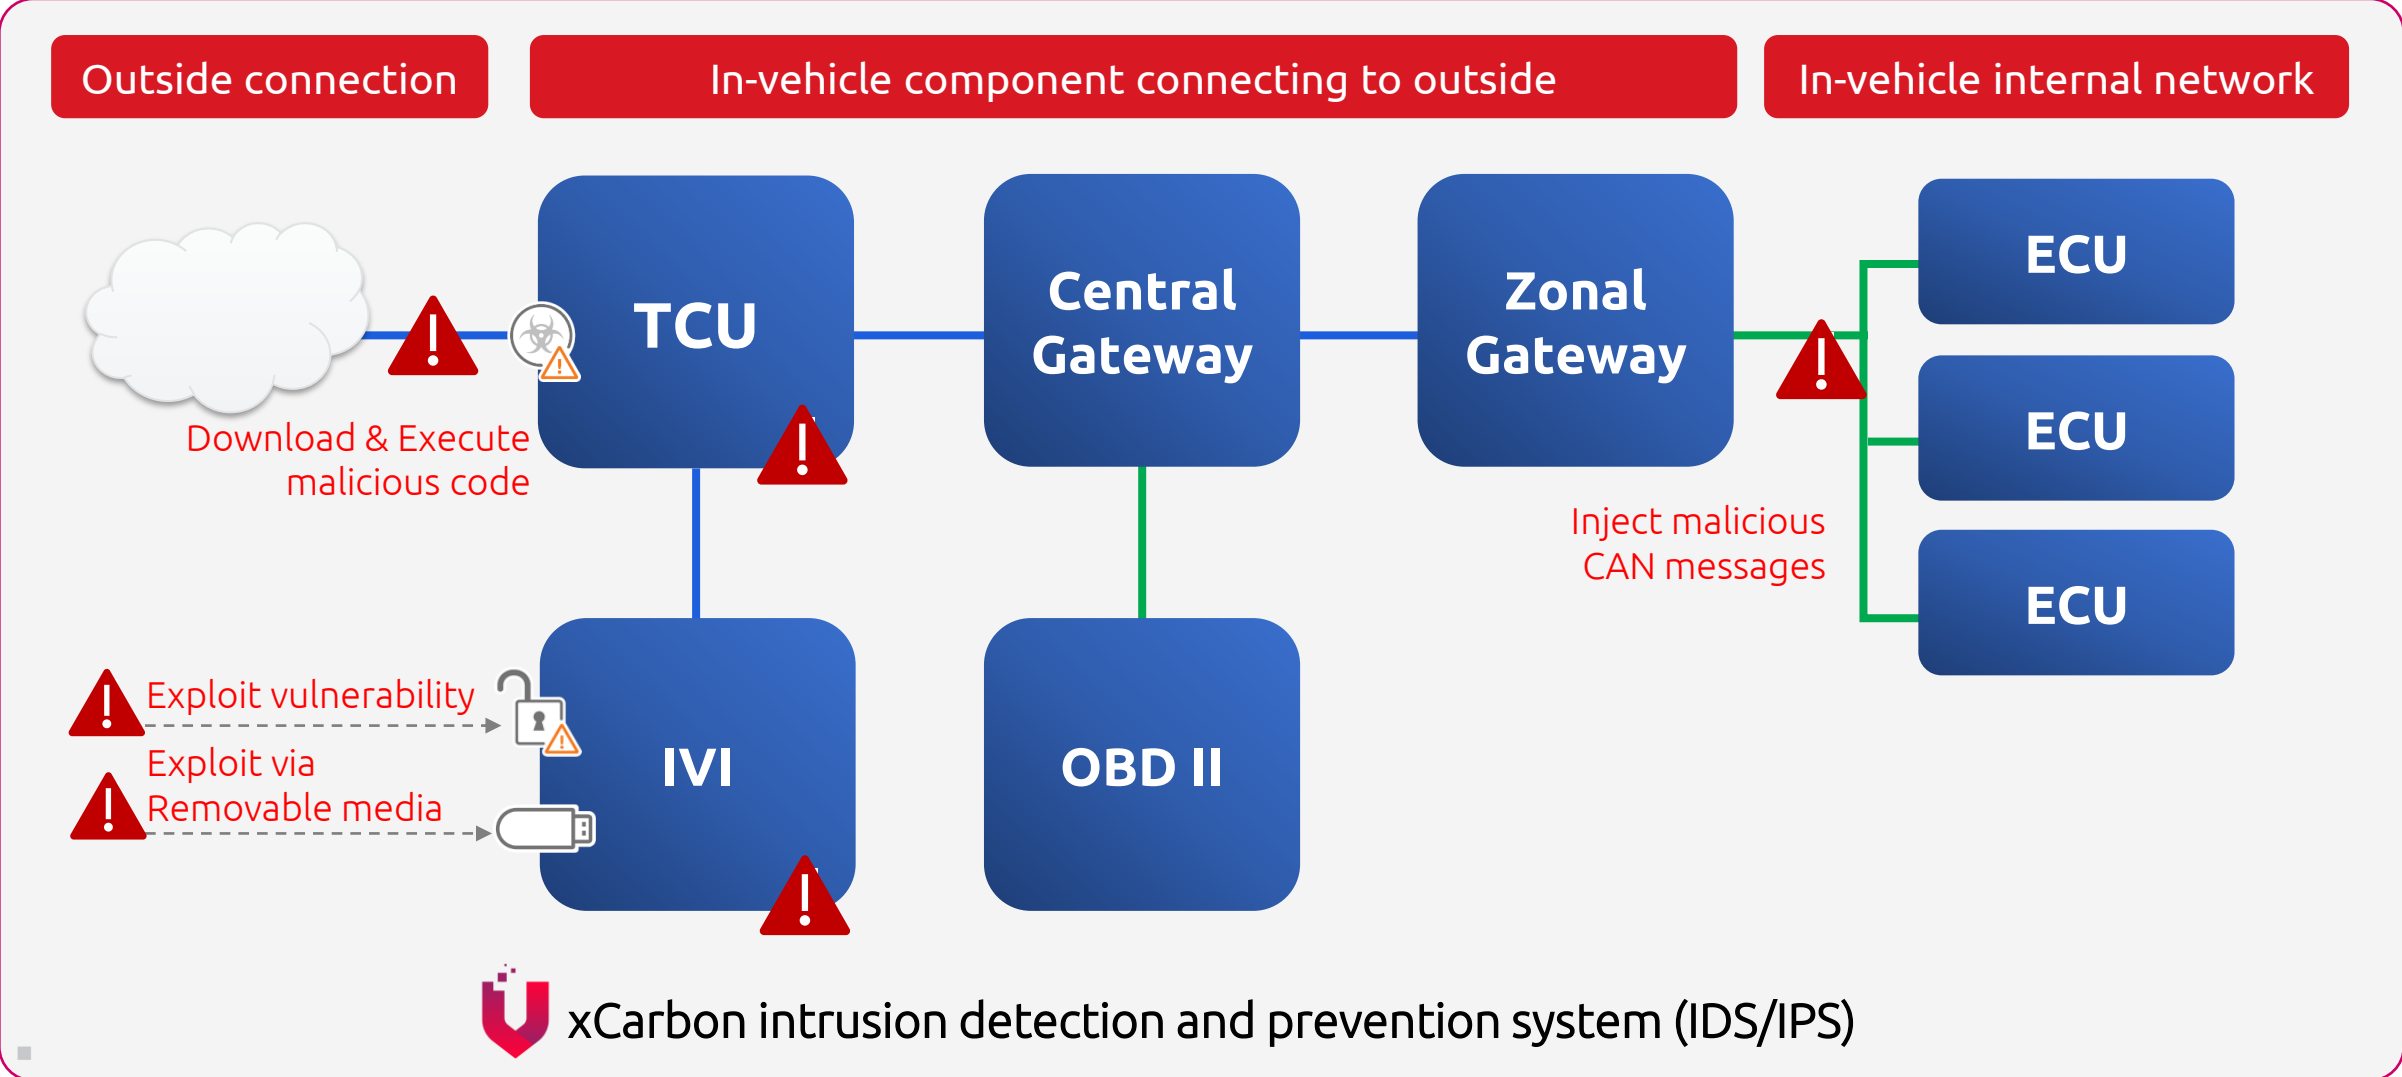 Outside connection
In-vehicle component connecting to outside
In-vehicle internal network
TCU
Central
Gateway
Zonal
Gateway
ECU
ECU
ECU
Download & Execute
malicious code
Inject malicious
CAN messages
Exploit vulnerability
Exploit via
Removable media
IVI
OBD II
xCarbon intrusion detection and prevention system (IDS/IPS)